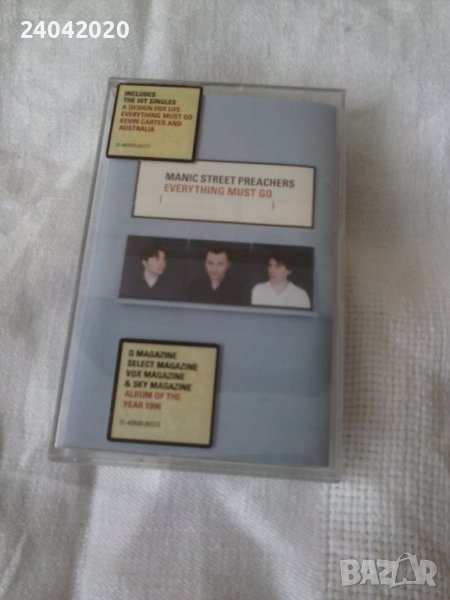 24042020
INCLUDES
THE HIT SINGLES
A DESIGN FOR LIFE
EVERYTHING MUST GO
KEVIN CARTER AND
AUSTRALIA
MANIC STREET PREACHERS
EVERYTHING MUST GO
( )
Q MAGAZINE
SELECT MAGAZINE
VOX MAGAZINE
& SKY MAGAZINE
ALBUM OF THE
YEAR 1996
BAZAR